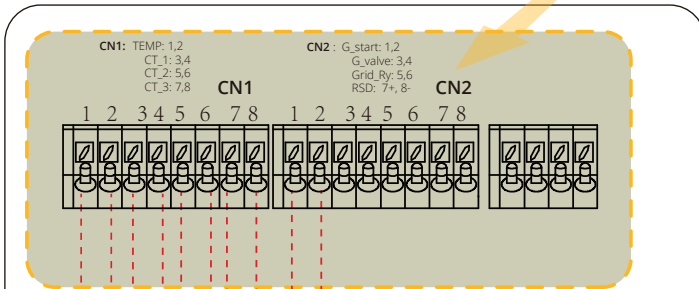 CN1: TEMP: 1,2
CT_1: 3,4
CT_2: 5,6
CT_3: 7,8
CN1
CN2 : G_start: 1,2
G_valve: 3,4
Grid_Ry: 5,6
RSD: 7+, 8-
CN2
1 2 3 4 5 6 7 8
1 2 3 4 5 6 7 8